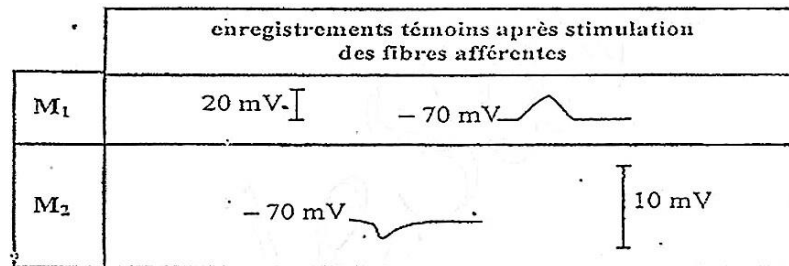 enregistrements témoins après stimulation
des fibres afférentes
M₁
20 mV
– 70 mV
M₂
– 70 mV
10 mV